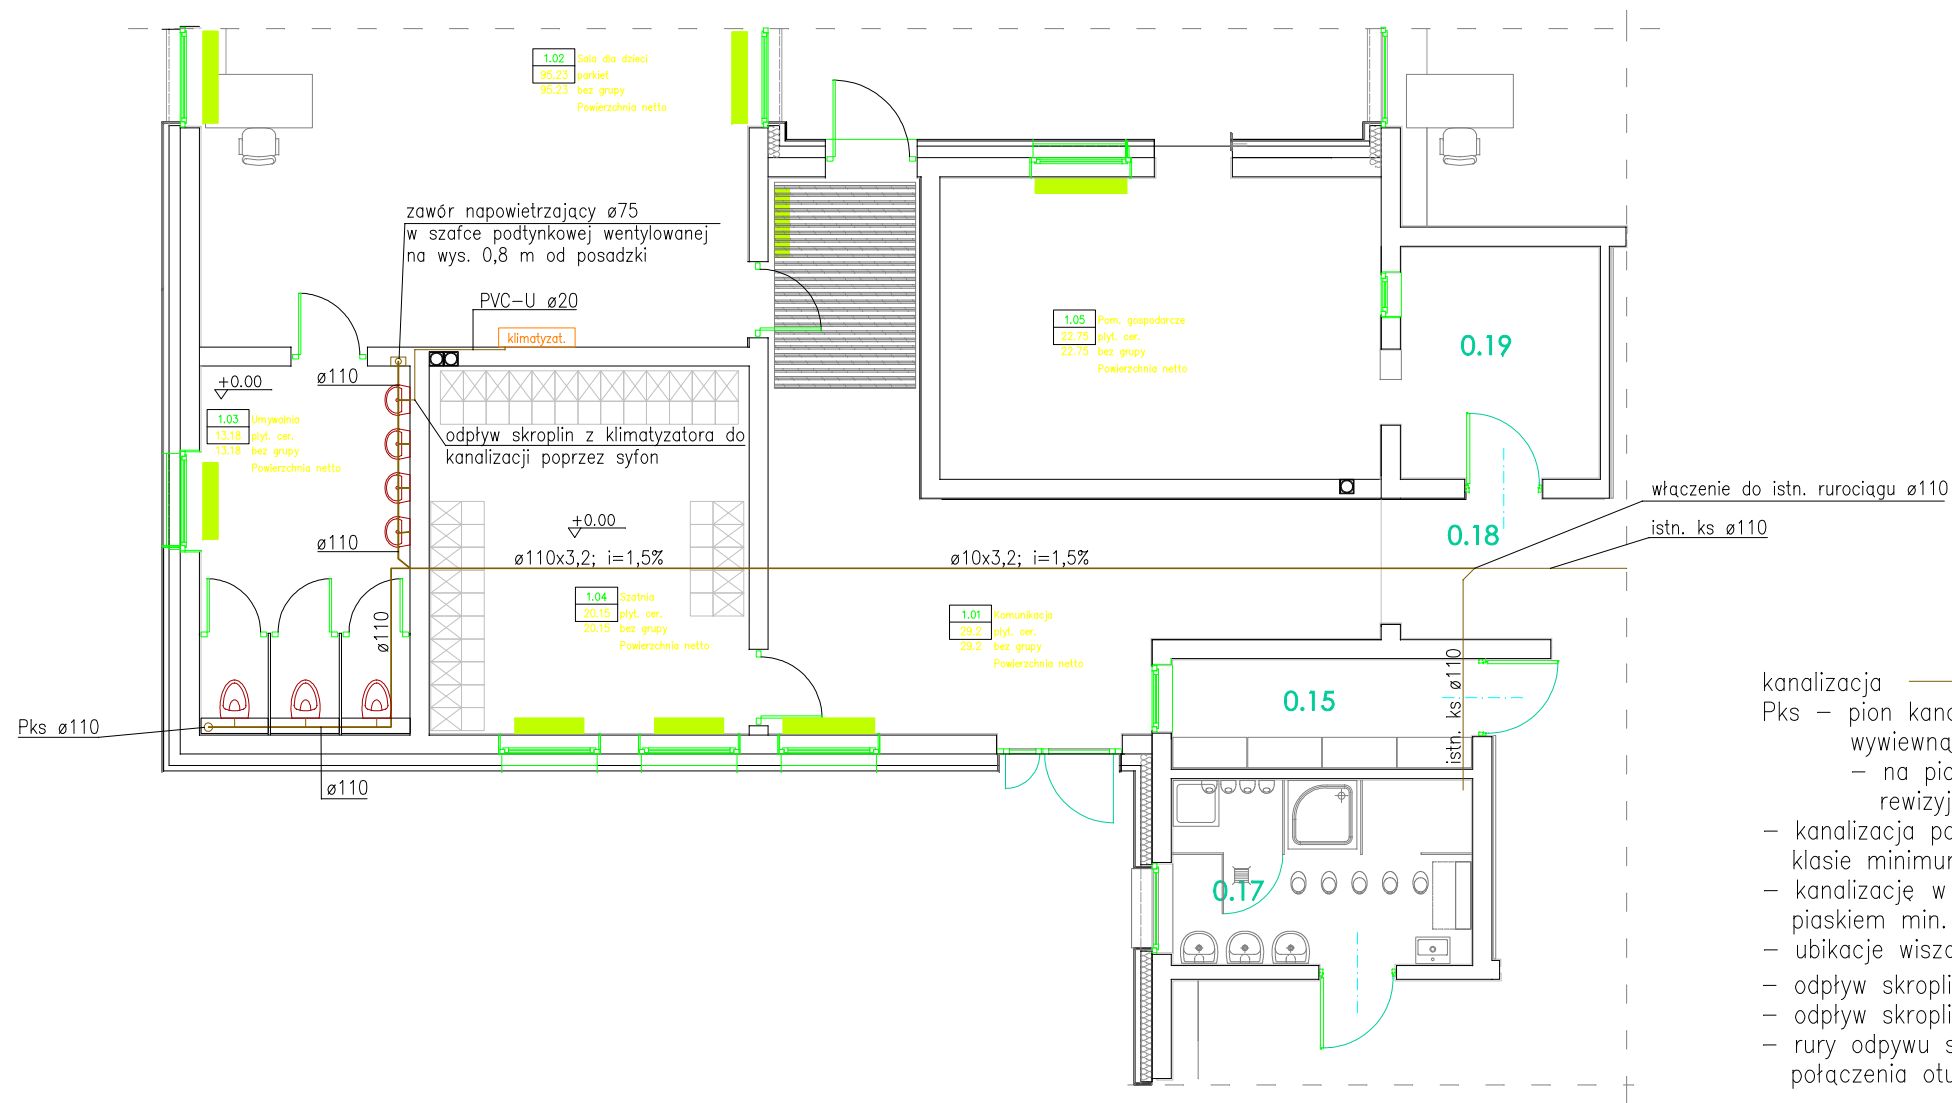 1.02 Sala dla dzieci
95.23 parkiet.
95.23 bez grupy
Powierzchnia netto
zawór napowietrzający ø75
w szafce podtynkowej wentylowanej
na wys. 0,8 m od posadzki
PVC-U ø20
klimatyzat.
1.05 Pom. gospodarcze
22.75 płyt. cer.
22.75 bez grupy
Powierzchnia netto
0.19
+0.00
ø110
1.03 Umywalnia
13.18 płyt. cer.
13.18 bez grupy
Powierzchnia netto
odpływ skroplin z klimatyzatora do
kanalizacji poprzez syfon
włączenie do istn. rurociągu ø110
istn. ks ø110
0.18
+0.00
ø110
ø110x3,2; i=1,5%
ø10x3,2; i=1,5%
1.04 Szatnia
20.15 płyt. cer.
20.15 bez grupy
Powierzchnia netto
1.01 Komunikacja
29.2 płyt. cer.
29.2 bez grupy
Powierzchnia netto
ø110
istn. ks ø110
0.15
Pks ø110
ø110
0.17
kanalizacja
Pks – pion kana
wywiewną
– na pio
rewizyj
– kanalizacja po
klasie minimur
– kanalizację w
piaskiem min.
– ubikacje wiszą
– odpływ skropli
– odpływ skropli
– rury odpywu s
połączenia otu